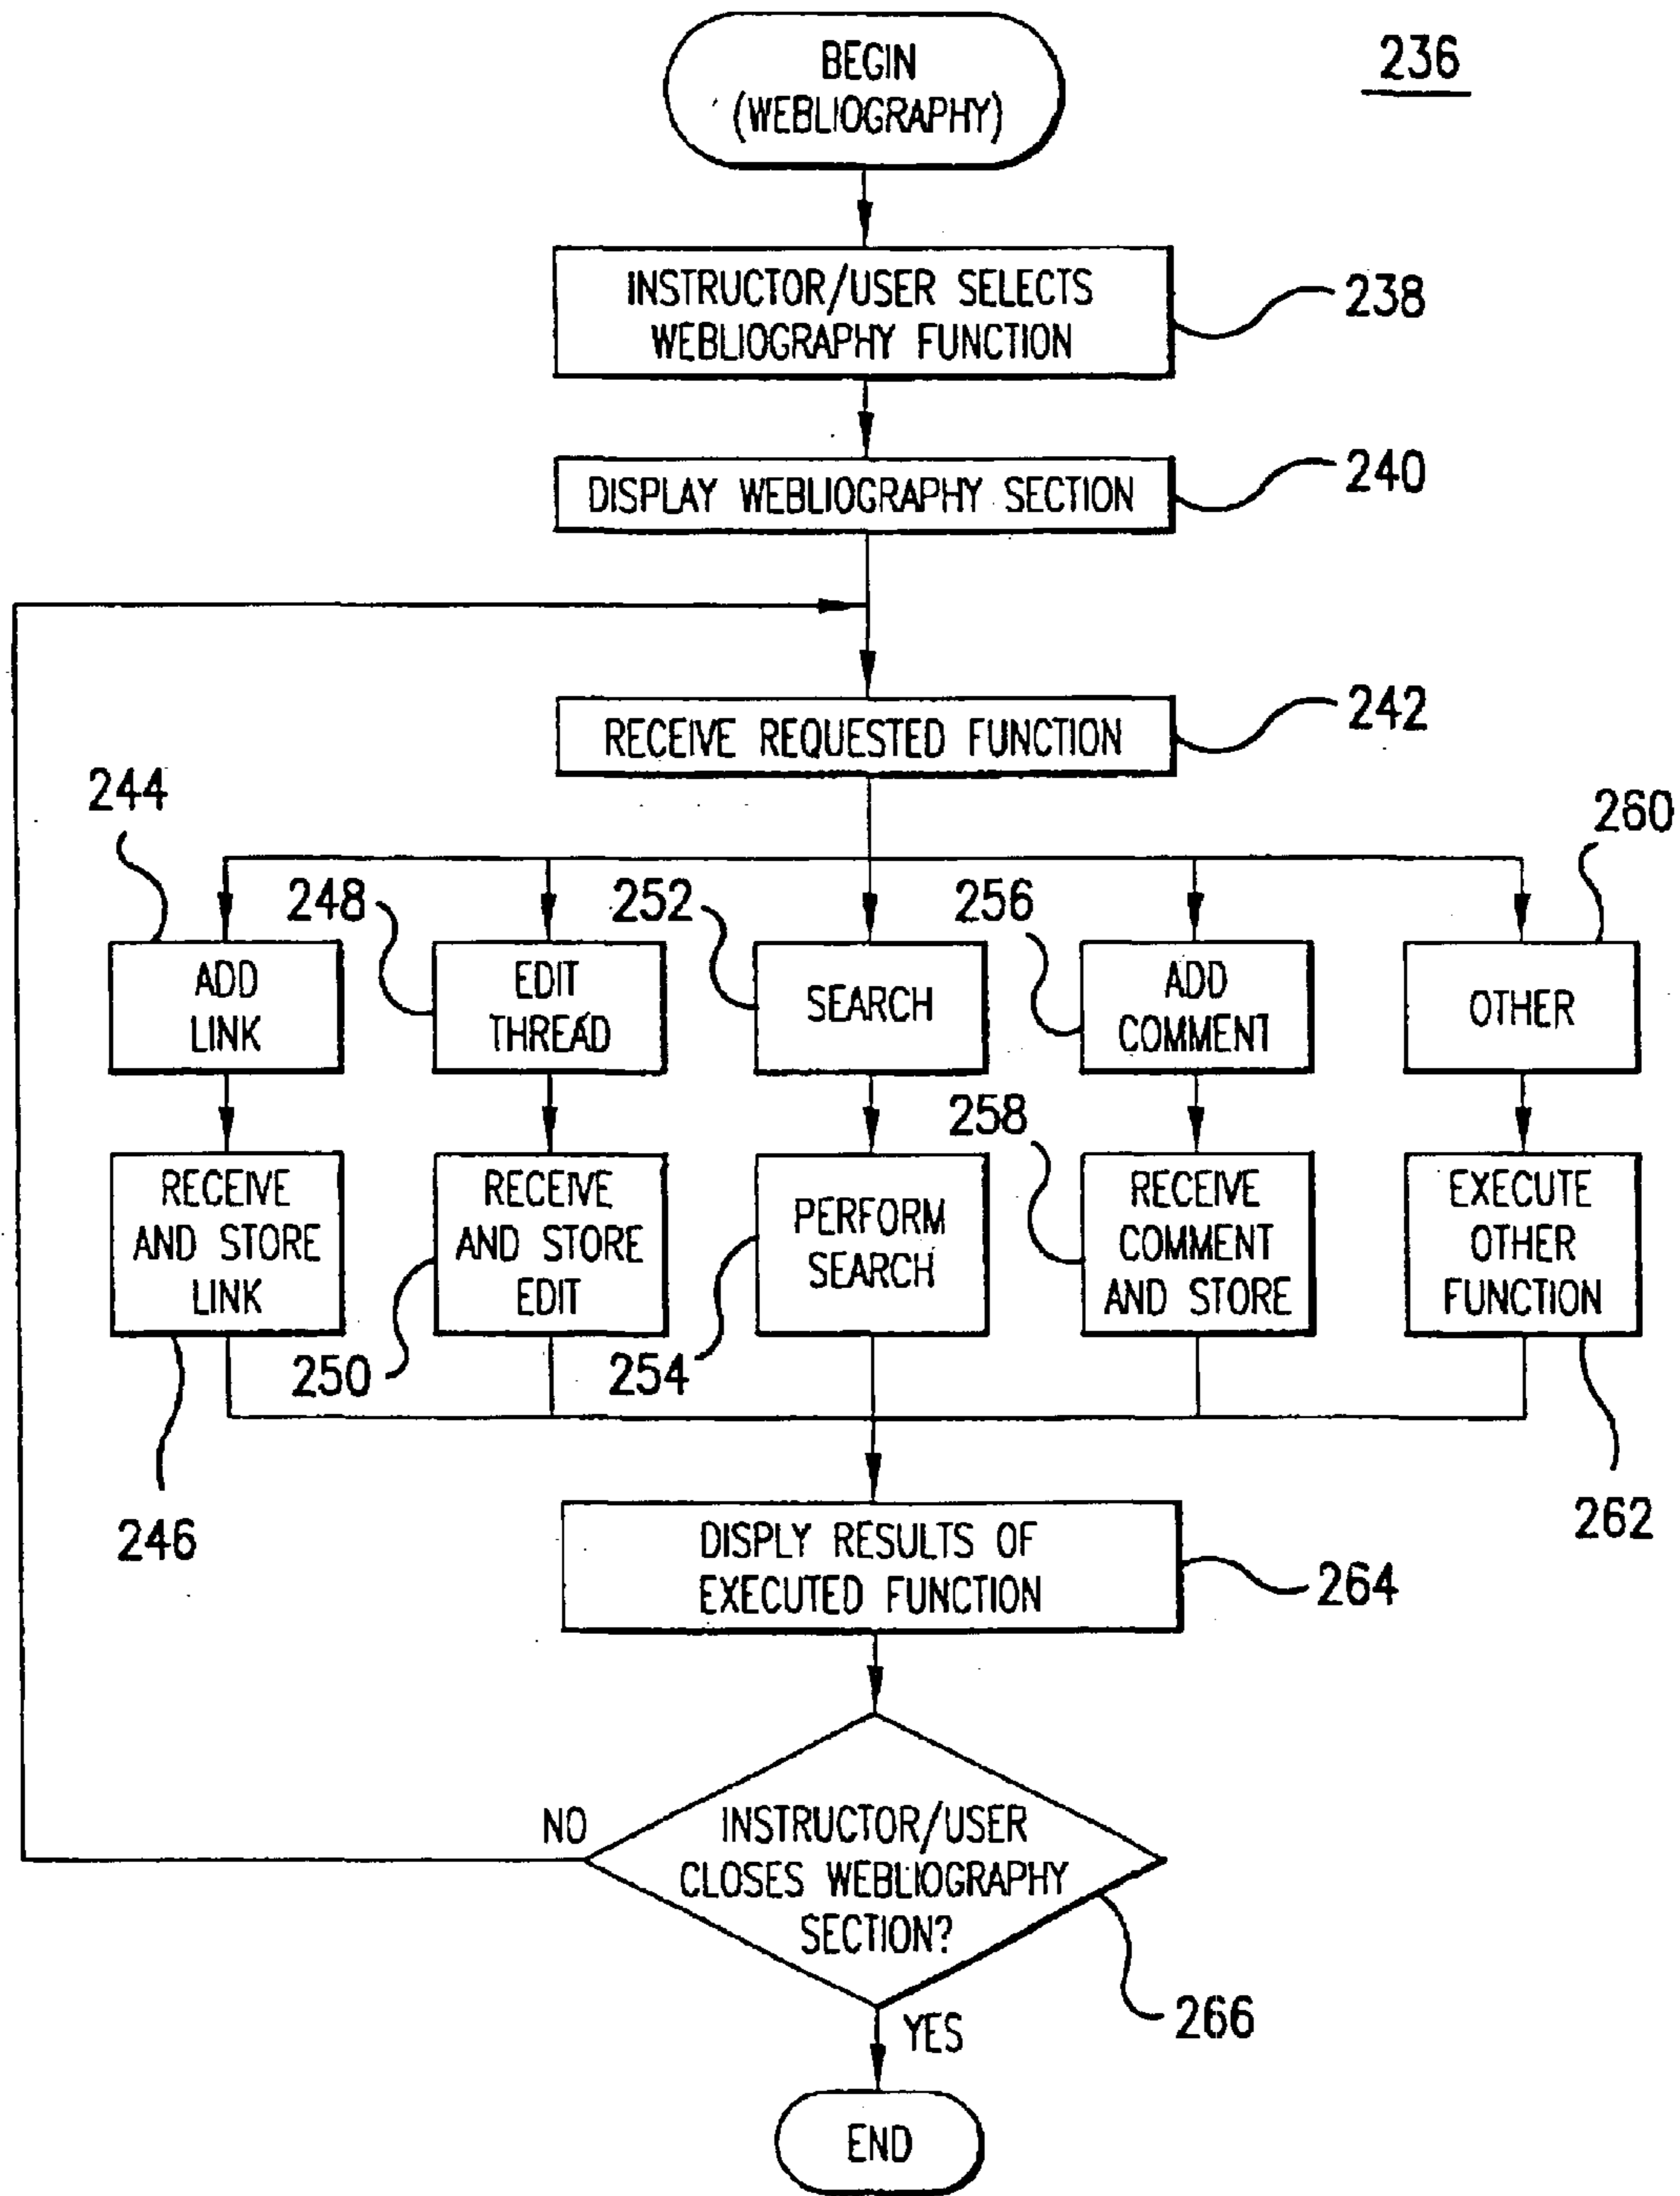 BEGIN
(WEBLIOGRAPHY)
236
INSTRUCTOR/USER SELECTS
WEBLIOGRAPHY FUNCTION
238
DISPLAY WEBLIOGRAPHY SECTION
240
RECEIVE REQUESTED FUNCTION
242
244
248
252
256
260
ADD
LINK
EDIT
THREAD
SEARCH
ADD
COMMENT
OTHER
258
RECEIVE
AND STORE
LINK
RECEIVE
AND STORE
EDIT
PERFORM
SEARCH
RECEIVE
COMMENT
AND STORE
EXECUTE
OTHER
FUNCTION
246
250
254
262
DISPLY RESULTS OF
EXECUTED FUNCTION
264
NO
INSTRUCTOR/USER
CLOSES WEBLIOGRAPHY
SECTION?
266
YES
END